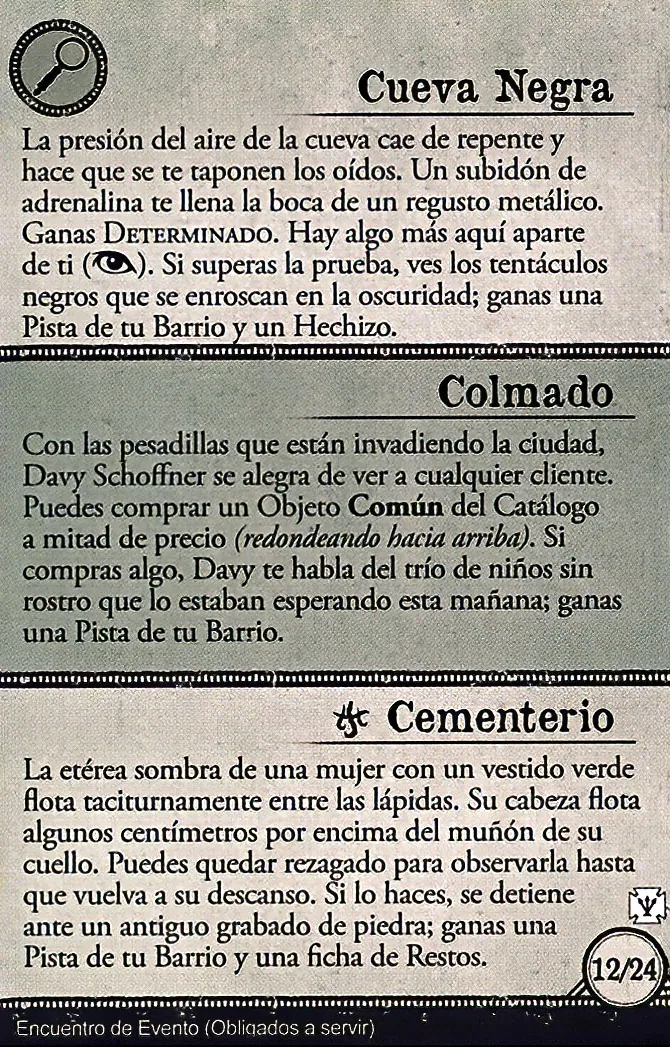 Cueva Negra
La presión del aire de la cueva cae de repente y
hace que se te taponen los oídos. Un subidón de
adrenalina te llena la boca de un regusto metálico.
Ganas DETERMINADO. Hay algo más aquí aparte
de ti (). Si superas la prueba, ves los tentáculos
negros que se enroscan en la oscuridad; ganas una
Pista de tu Barrio y un Hechizo.
Colmado
Con las pesadillas que están invadiendo la ciudad,
Davy Schoffner se alegra de ver a cualquier cliente.
Puedes comprar un Objeto Común del Catálogo
a mitad de precio (redondeando hacia arriba). Si
compras algo, Davy te habla del trío de niños sin
rostro que lo estaban esperando esta mañana; ganas
una Pista de tu Barrio.
Cementerio
La etérea sombra de una mujer con un vestido verde
flota taciturnamente entre las lápidas. Su cabeza flota
algunos centímetros por encima del muñón de su
cuello. Puedes quedar rezagado para observarla hasta
que vuelva a su descanso. Si lo haces, se detiene
ante un antiguo grabado de piedra; ganas una
Pista de tu Barrio y una ficha de Restos.
12/24
Encuentro de Evento (Obligados a servir)